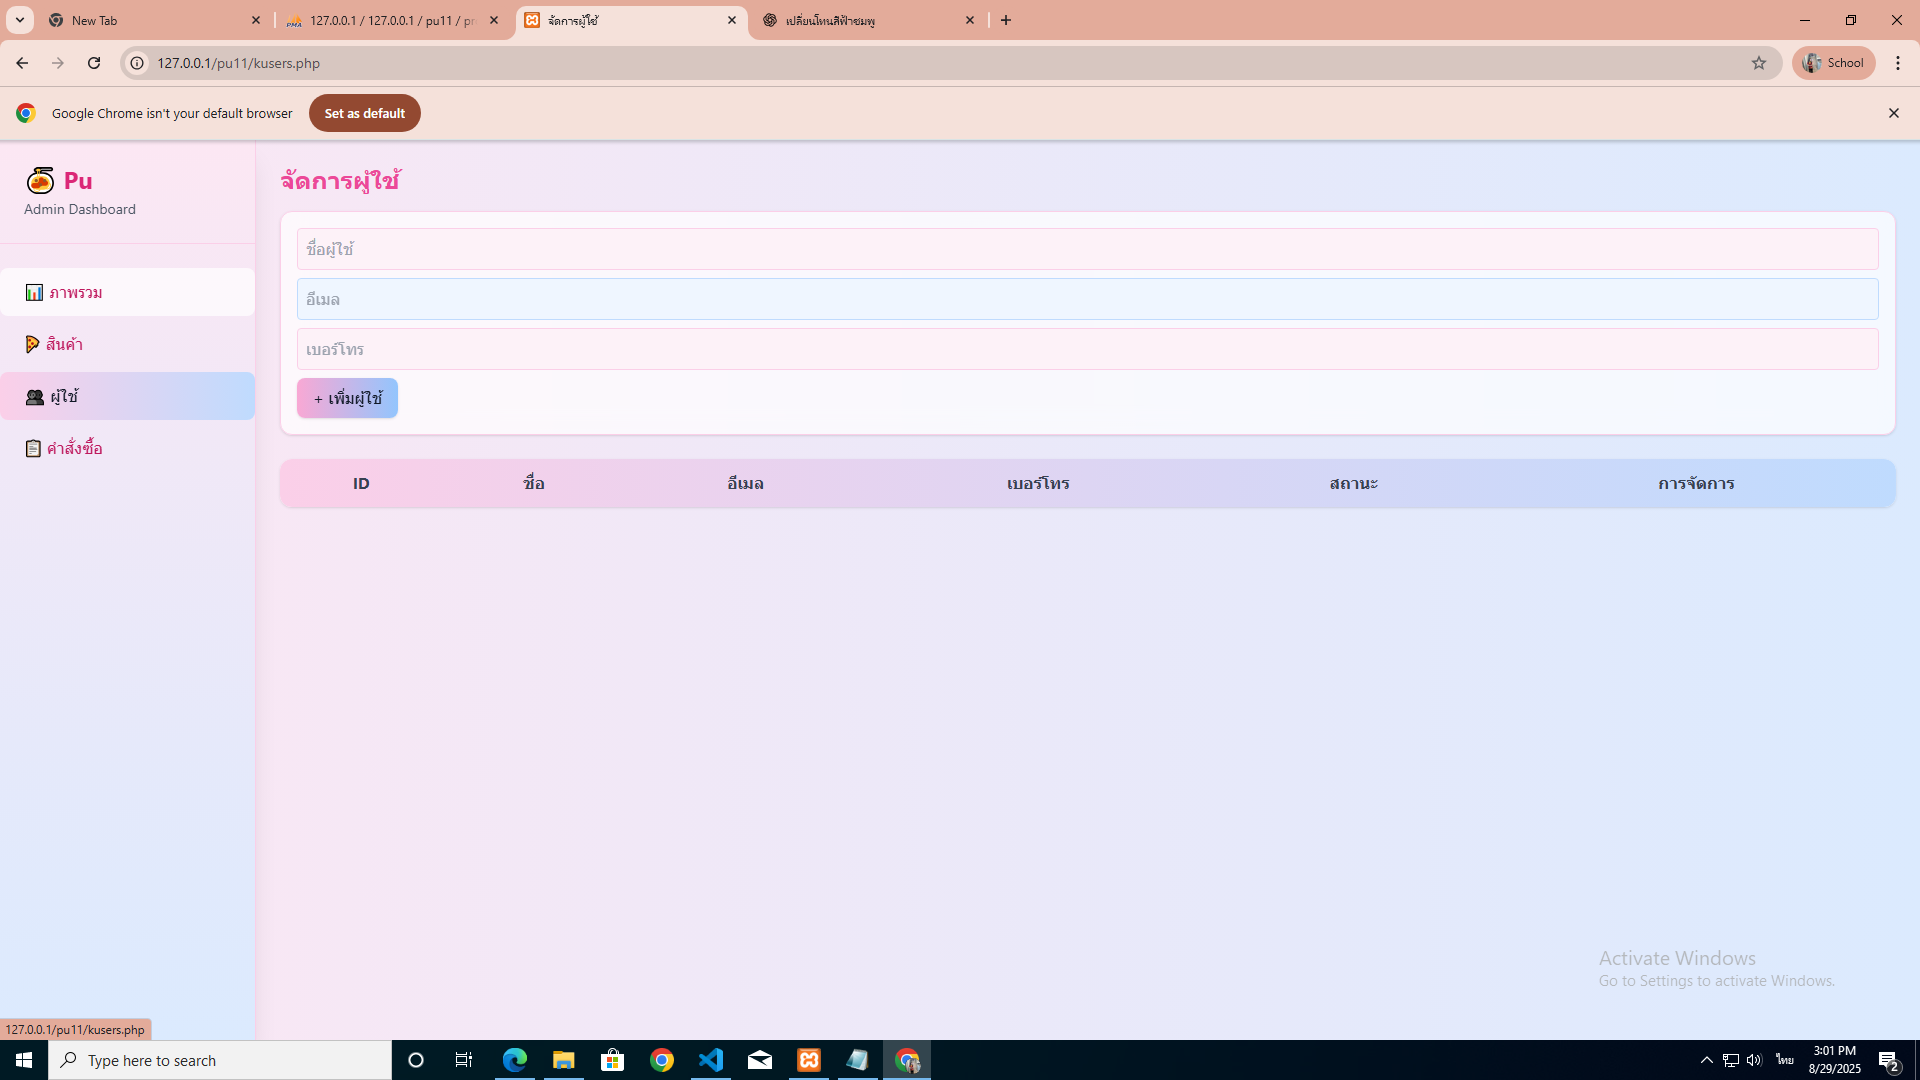 New Tab
127.0.0.1 / 127.0.0.1 / pu11 /
จัดการผู้ใช้
เปลี่ยนโทนสีฟ้าชมพู
127.0.0.1/pu11/kusers.php
School
Google Chrome isn't your default browser
Set as default
Pu
Admin Dashboard
ภาพรวม
สินค้า
ผู้ใช้
คำสั่งซื้อ
จัดการผู้ใช้
ชื่อผู้ใช้
อีเมล
เบอร์โทร
+ เพิ่มผู้ใช้
ID ชื่อ อีเมล เบอร์โทร สถานะ การจัดการ
Activate Windows
Go to Settings to activate Windows.
127.0.0.1/pu11/kusers.php
Type here to search
ไทย
3:01 PM
8/29/2025
2